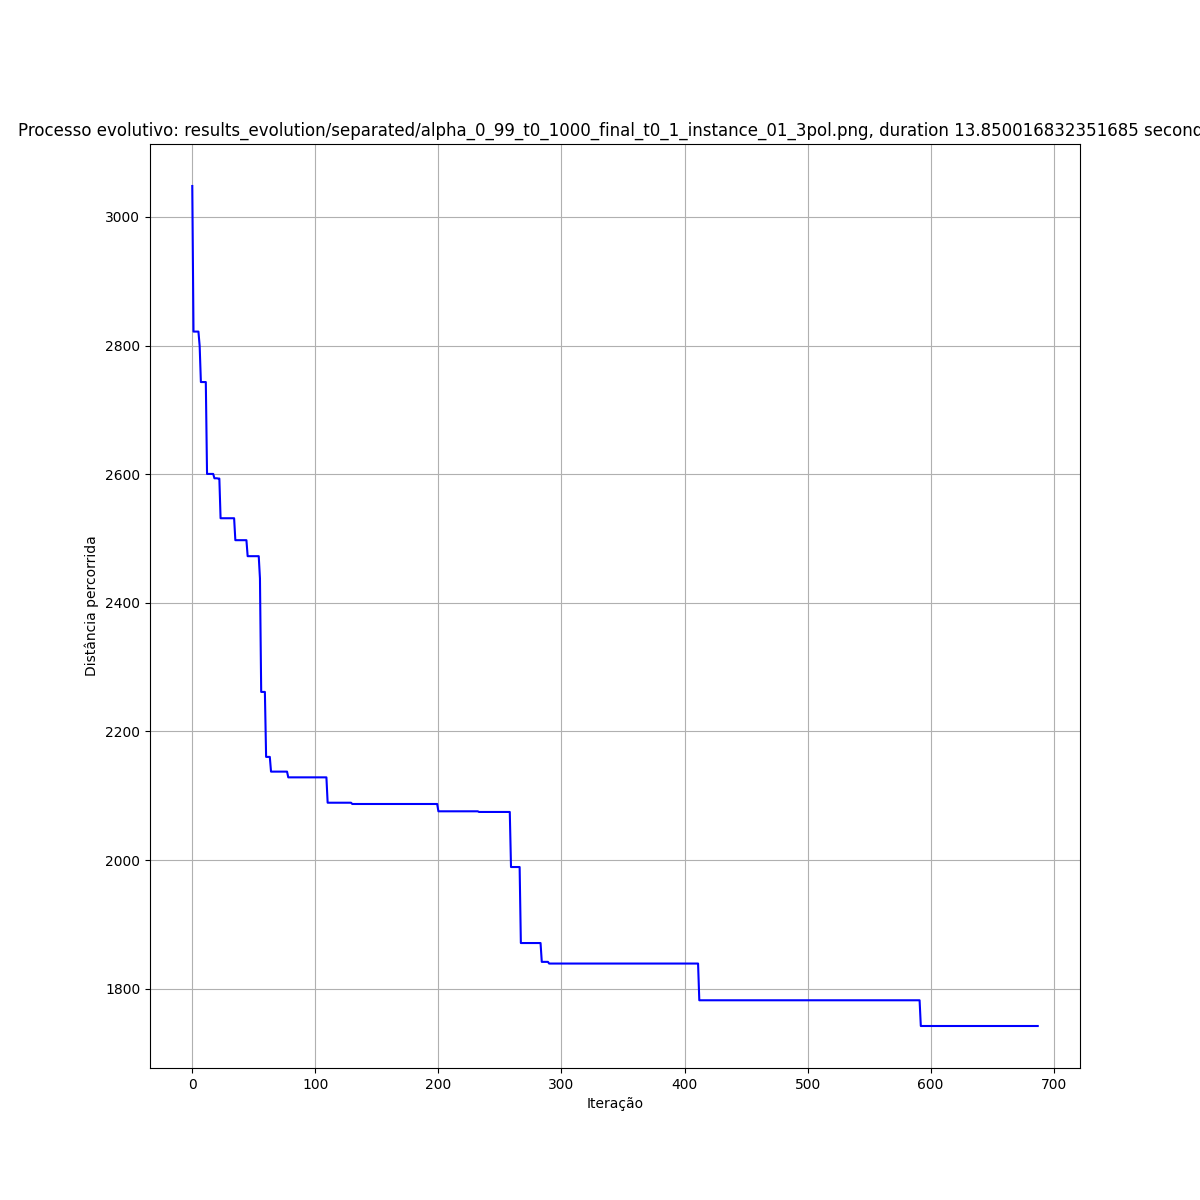 Processo evolutivo: results_evolution/separated/alpha_0_99_t0_1000_final_t0_1_instance_01_3pol.png, duration 13.850016832351685 second
3000
2800
2600
2400
2200
2000
1800
Distância percorrida
0 100 200 300 400 500 600 700
Iteração